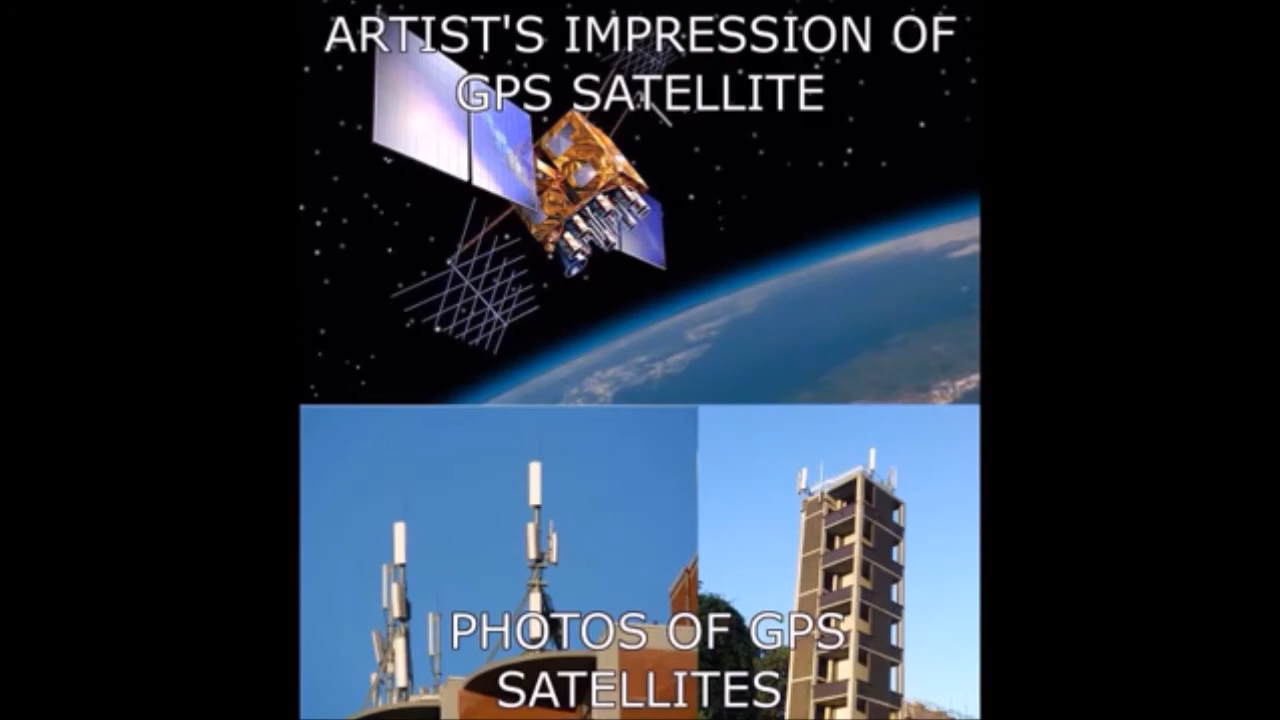 ARTIST'S IMPRESSION OF
GPS SATELLITE
PHOTOS OF GPS
SATELLITES